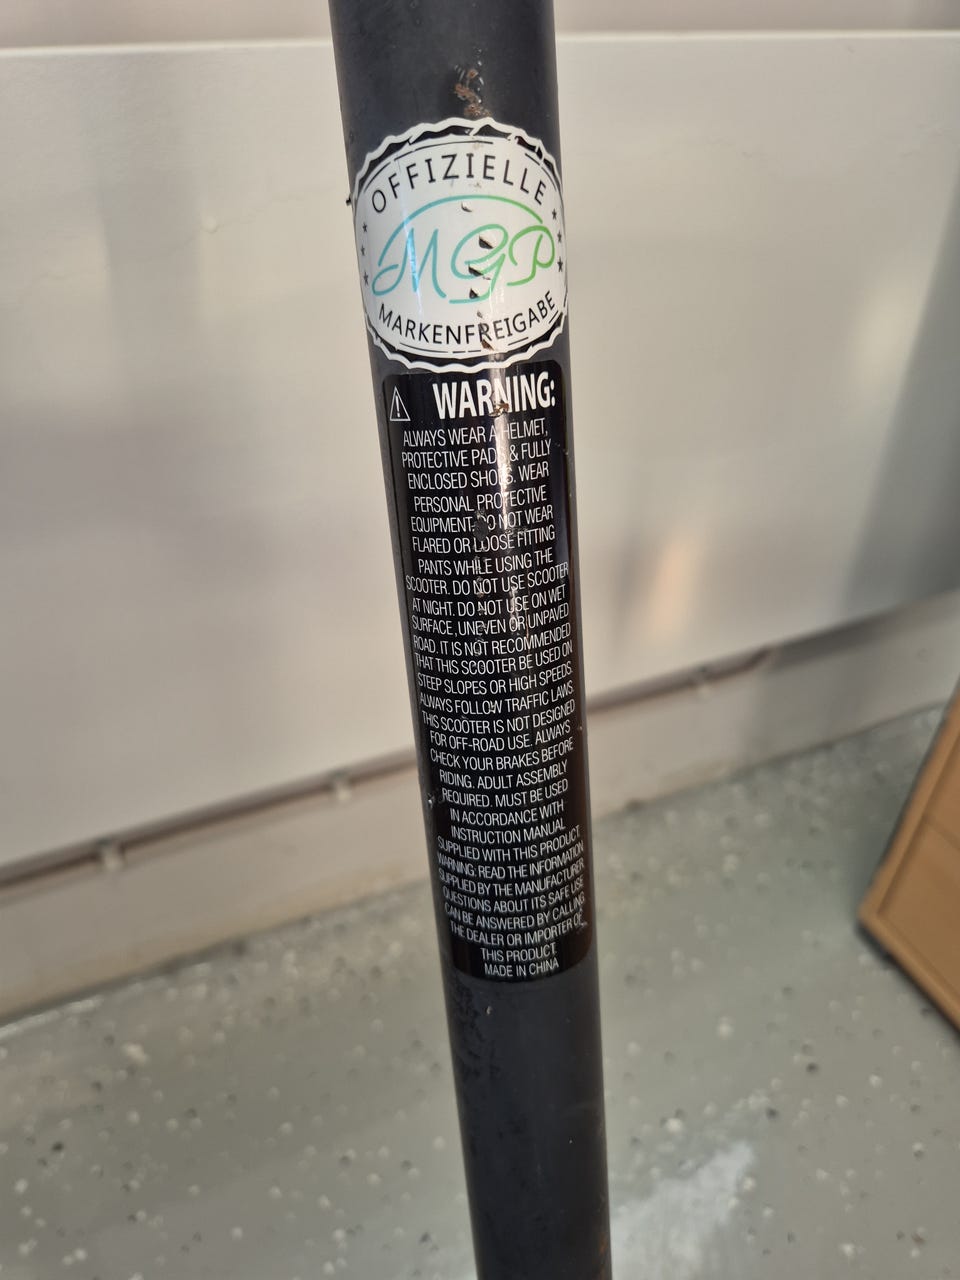 OFFIZIELLE
MGP
MARKENFREIGABE
WARNING:
ALWAYS WEAR A HELMET,
PROTECTIVE PADS & FULLY
ENCLOSED SHOES. WEAR
PERSONAL PROTECTIVE
EQUIPMENT. DO NOT WEAR
FLARED OR LOOSE FITTING
PANTS WHILE USING THE
SCOOTER. DO NOT USE SCOOTER
AT NIGHT. DO NOT USE ON WET
SURFACE, UNEVEN OR UNPAVED
ROAD. IT IS NOT RECOMMENDED
THAT THIS SCOOTER BE USED ON
STEEP SLOPES OR HIGH SPEEDS.
ALWAYS FOLLOW TRAFFIC LAWS.
THIS SCOOTER IS NOT DESIGNED
FOR OFF-ROAD USE. ALWAYS
CHECK YOUR BRAKES BEFORE
RIDING. ADULT ASSEMBLY
REQUIRED. MUST BE USED
IN ACCORDANCE WITH
INSTRUCTION MANUAL
SUPPLIED WITH THIS PRODUCT.
WARNING: READ THE INFORMATION
SUPPLIED BY THE MANUFACTURER
QUESTIONS ABOUT ITS SAFE USE
CAN BE ANSWERED BY CALLING
THE DEALER OR IMPORTER OF
THIS PRODUCT.
MADE IN CHINA